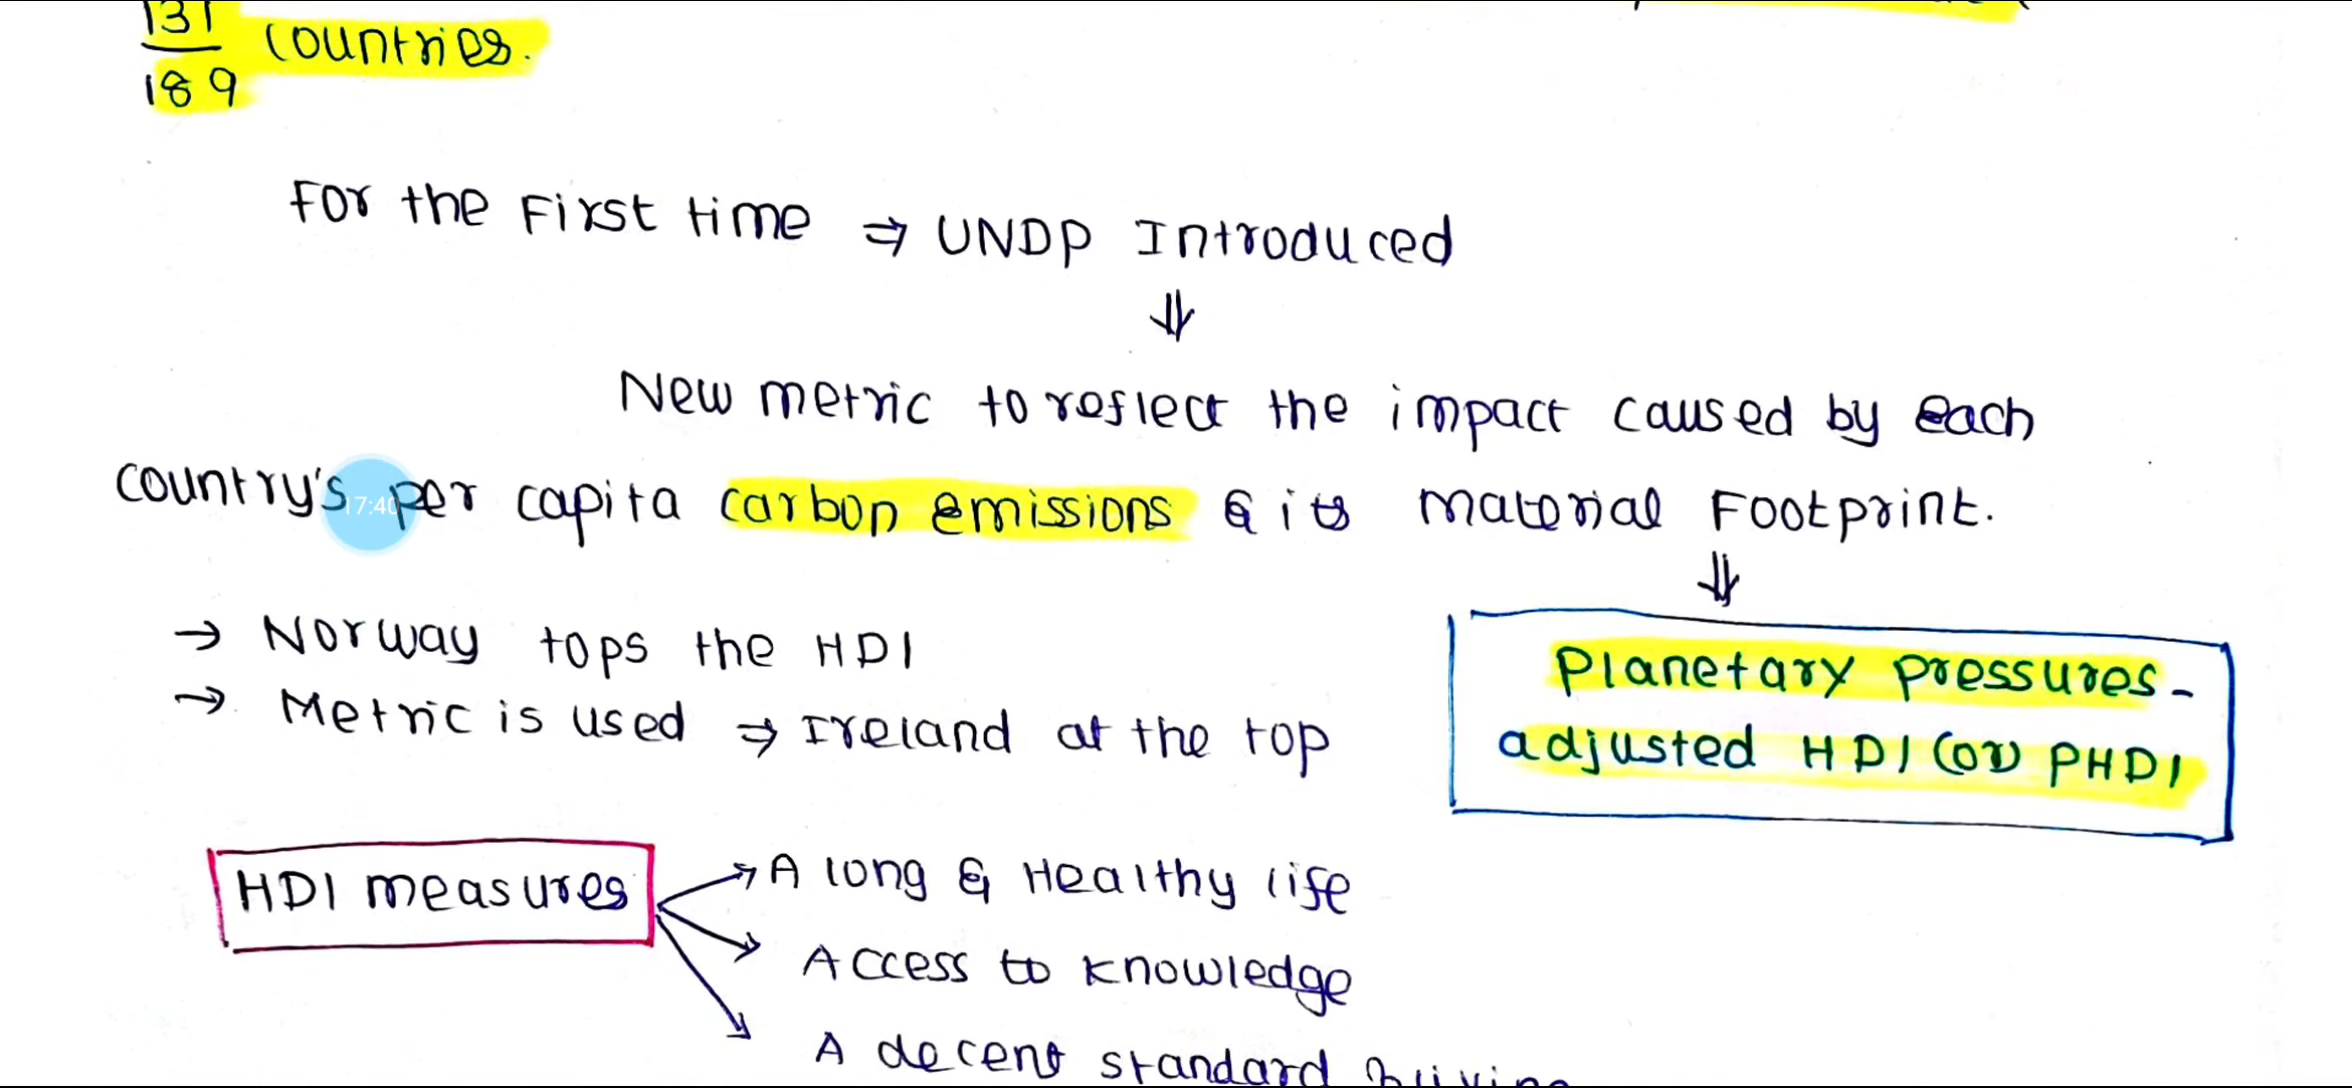 131
countries.
189
For the First time ⇒ UNDP Introduced
⇓
New metric to reflect the impact caused by each
country's per capita carbon emissions & its material Footprint.
17:40
⇓
→ Norway tops the HDI
→ Metric is used ⇒ Ireland at the top
Planetary pressures-
adjusted HDI (or) PHDI
HDI measures
→ A long & Healthy life
→ Access to knowledge
→ A decent standard